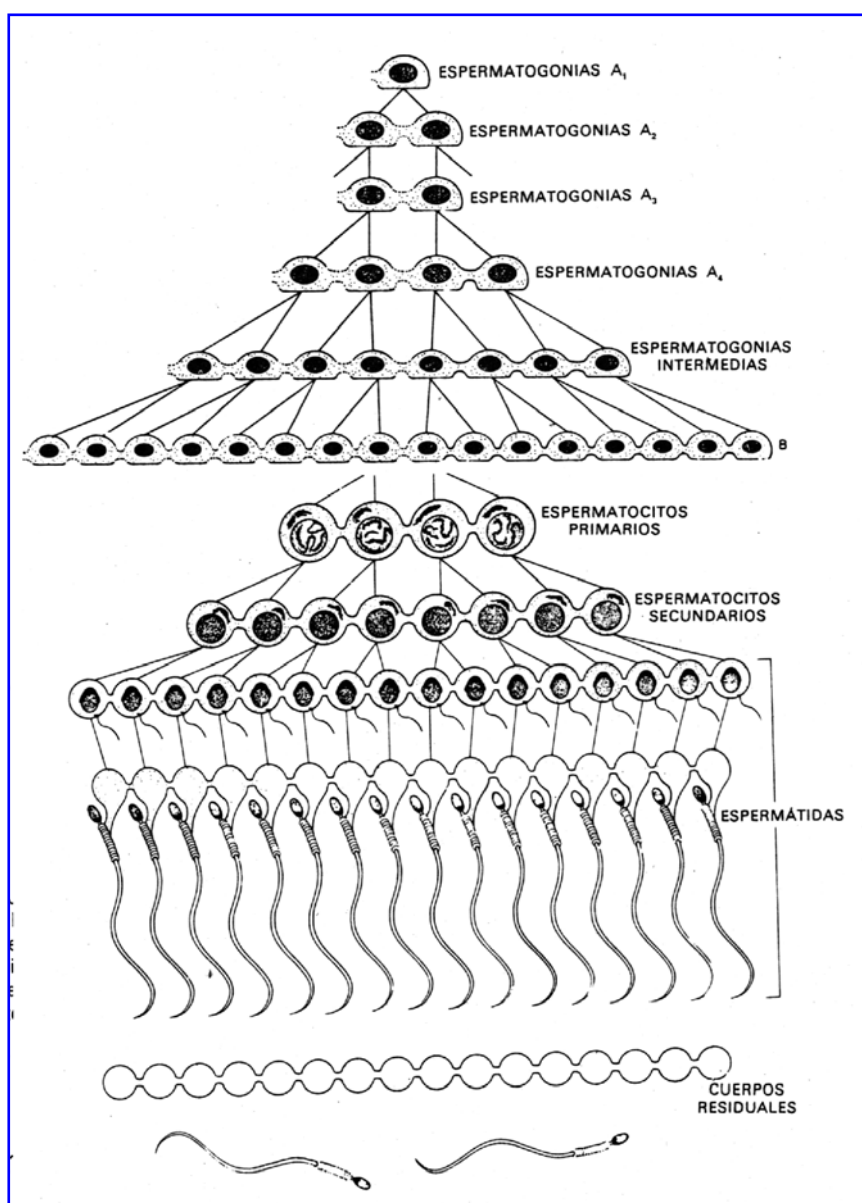 ESPERMATOGONIAS A₁
ESPERMATOGONIAS A₂
ESPERMATOGONIAS A₃
ESPERMATOGONIAS A₄
ESPERMATOGONIAS
INTERMEDIAS
B
ESPERMATOCITOS
PRIMARIOS
ESPERMATOCITOS
SECUNDARIOS
ESPERMÁTIDAS
CUERPOS
RESIDUALES